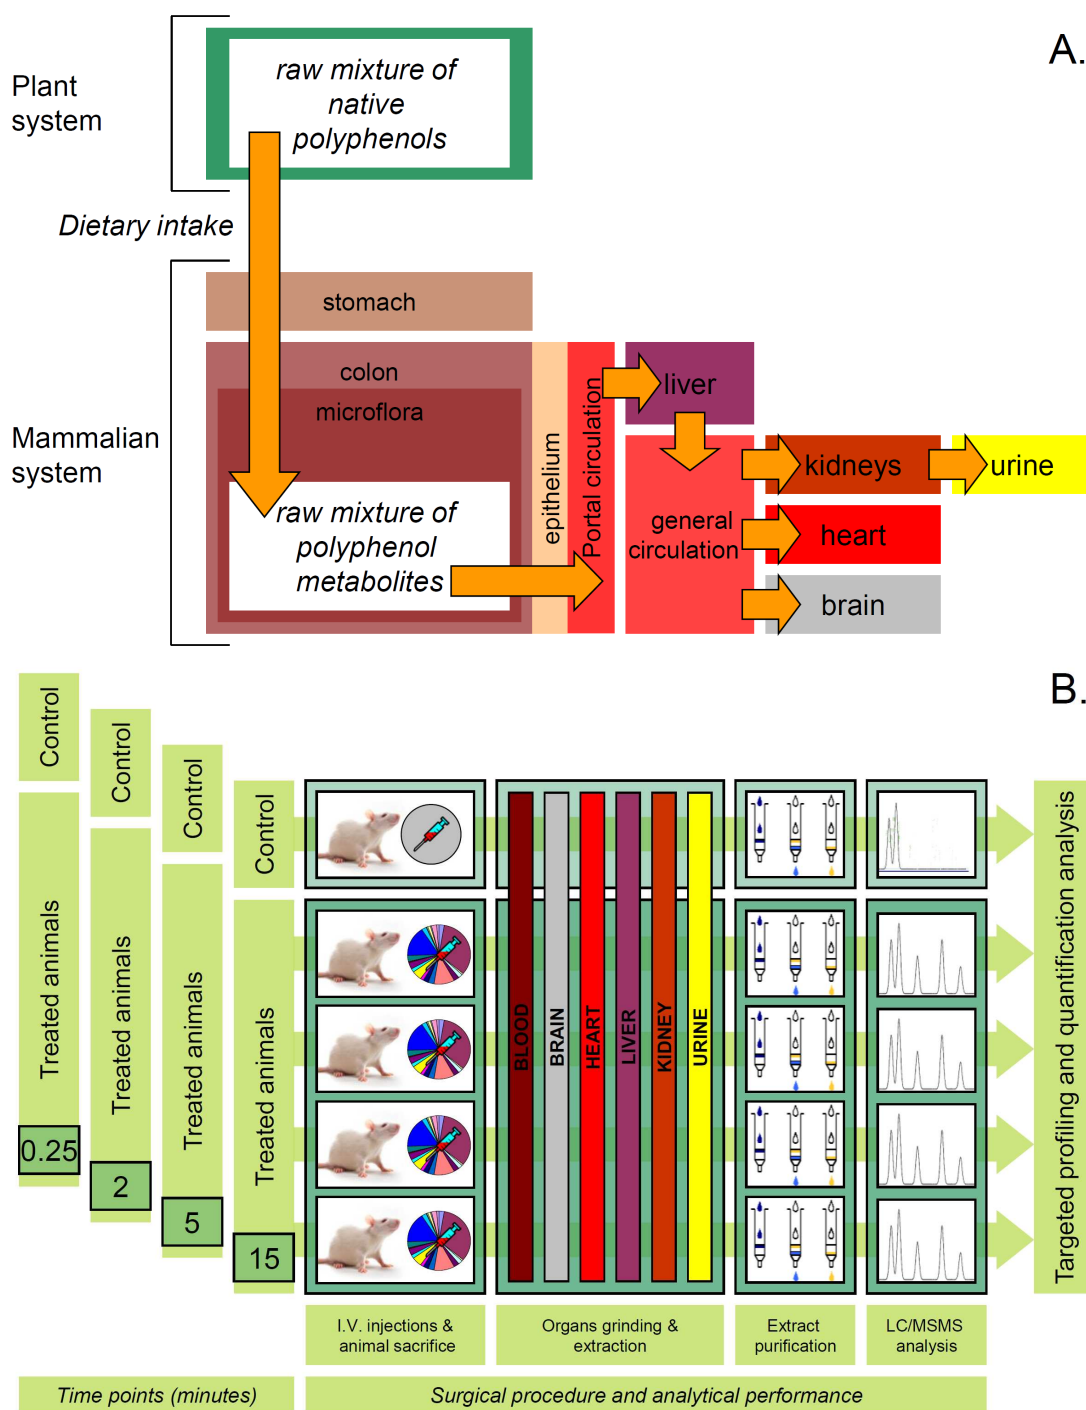 A.
Plant
system
raw mixture of
native
polyphenols
Dietary intake
Mammalian
system
stomach
colon
microflora
raw mixture of
polyphenol
metabolites
epithelium
Portal circulation
liver
general
circulation
kidneys
urine
heart
brain
B.
Control
Control
Control
Control
Treated animals
Treated animals
Treated animals
Treated animals
0.25
2
5
15
BLOOD
BRAIN
HEART
LIVER
KIDNEY
URINE
Targeted profiling and quantification analysis
I.V. injections &
animal sacrifice
Organs grinding &
extraction
Extract
purification
LC/MSMS
analysis
Time points (minutes)
Surgical procedure and analytical performance